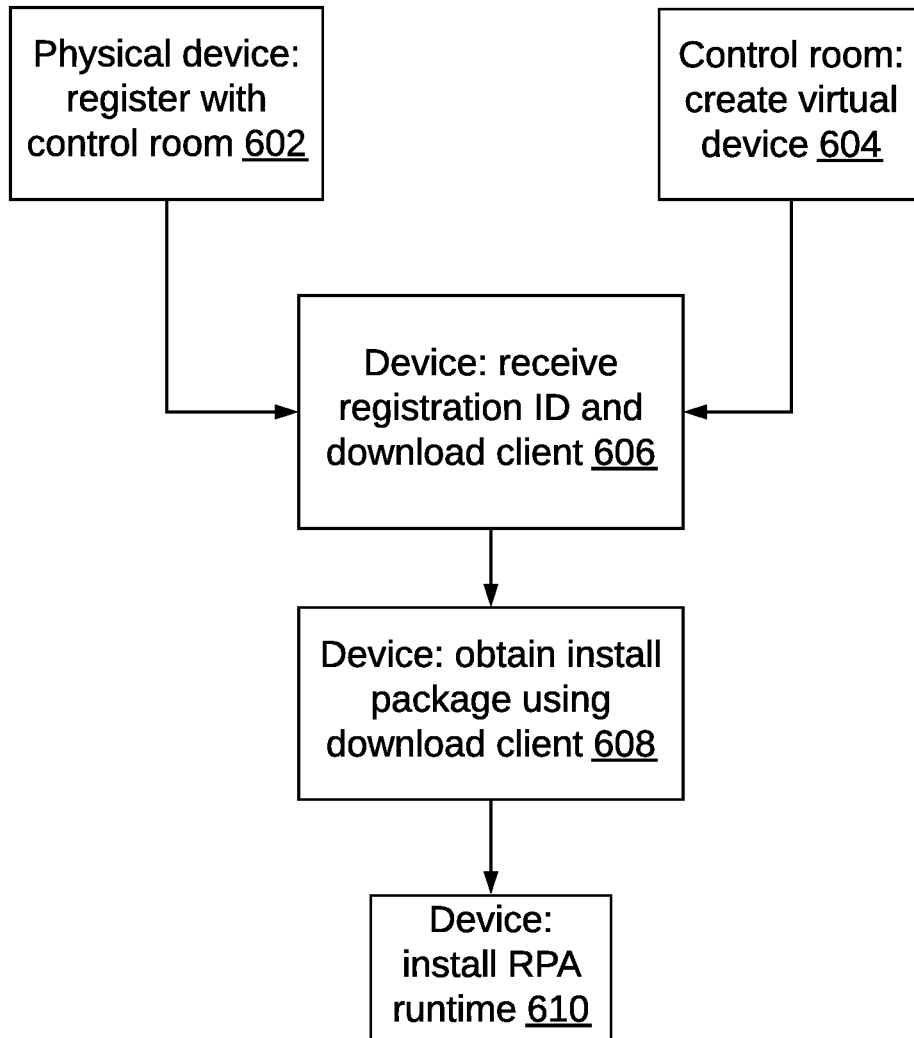 Physical device:
register with
control room 602
Control room:
create virtual
device 604
Device: receive
registration ID and
download client 606
Device: obtain install
package using
download client 608
Device:
install RPA
runtime 610